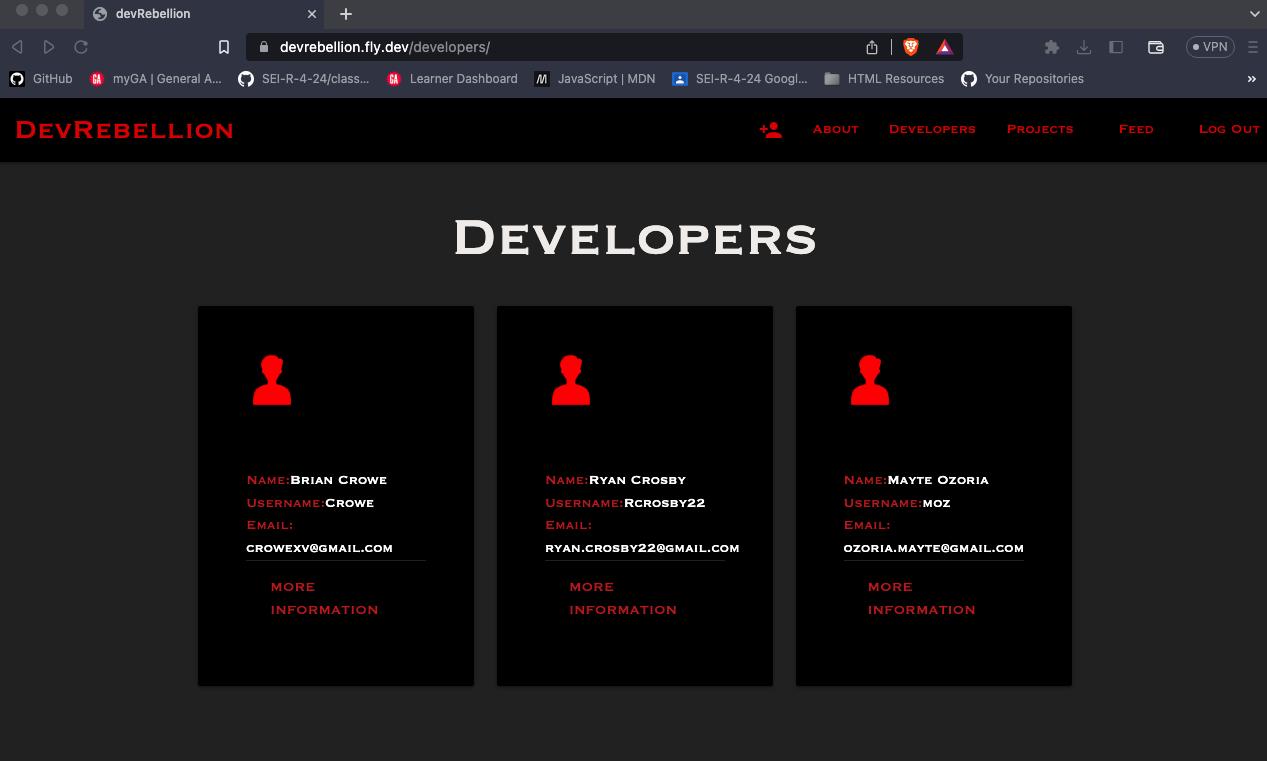 devRebellion
devrebellion.fly.dev/developers/
VPN
GitHub
myGA | General A...
SEI-R-4-24/class...
Learner Dashboard
JavaScript | MDN
SEI-R-4-24 Googl...
HTML Resources
Your Repositories
DevRebellion
About
Developers
Projects
Feed
Log Out
Developers
Name:Brian Crowe
Username:Crowe
Email:
crowexv@gmail.com
MORE
INFORMATION
Name:Ryan Crosby
Username:Rcrosby22
Email:
ryan.crosby22@gmail.com
MORE
INFORMATION
Name:Mayte Ozoria
Username:moz
Email:
ozoria.mayte@gmail.com
MORE
INFORMATION